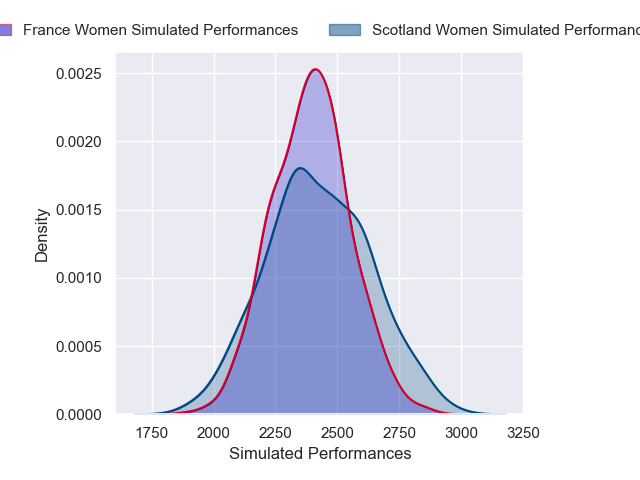 France Women Simulated Performances Scotland Women Simulated
0.0025
0.0020
0.0015
0.0010
0.0005
0.0000
Density
1750 2000 2250 2500 2750 3000 3250
Simulated Performances